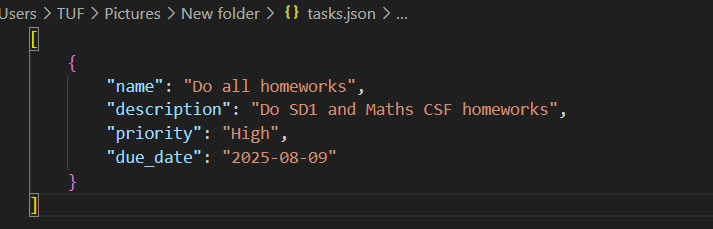 Users > TUF > Pictures > New folder > {} tasks.json > ...
[
    {
        "name": "Do all homeworks",
        "description": "Do SD1 and Maths CSF homeworks",
        "priority": "High",
        "due_date": "2025-08-09"
    }
]